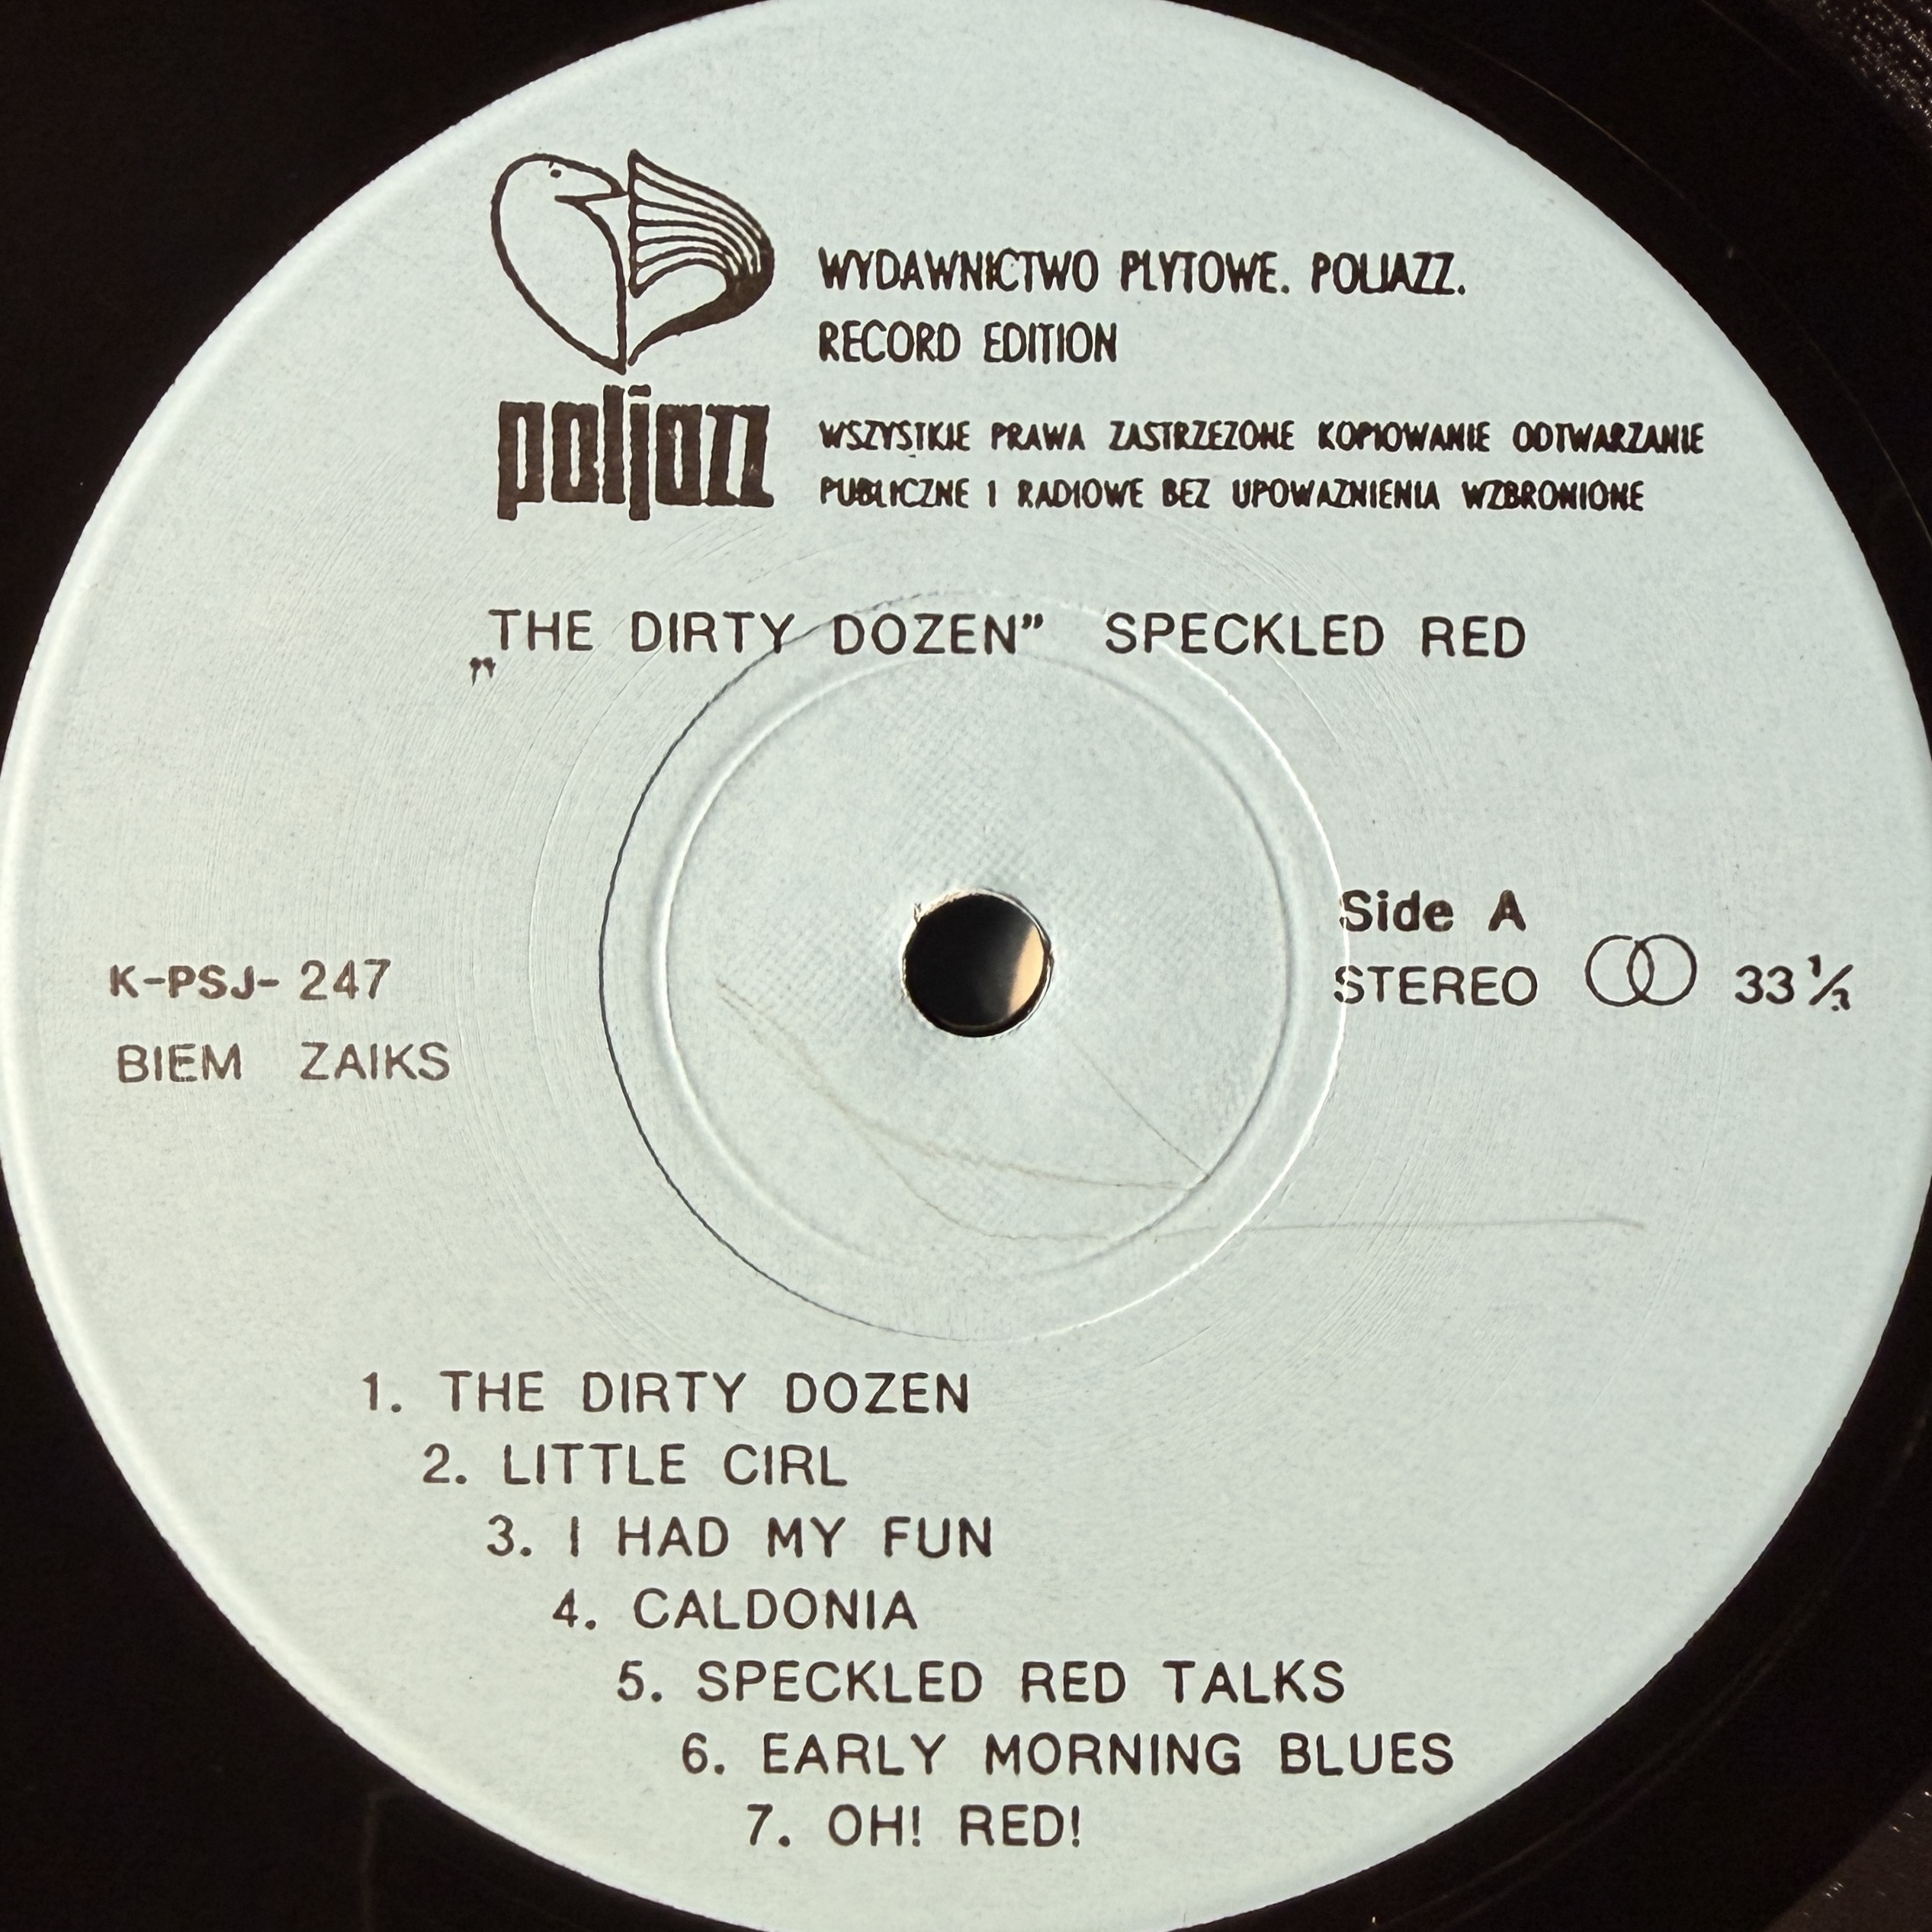 WYDAWNICTWO PLYTOWE. POLJAZZ.
RECORD EDITION
poljazz
WSZYSTKIE PRAWA ZASTRZEZONE KOPIOWANIE ODTWARZANIE
PUBLICZNE I RADIOWE BEZ UPOWAZNIENIA WZBRONIONE
„THE DIRTY DOZEN” SPECKLED RED
Side A
K-PSJ- 247
STEREO 33 1/3
BIEM ZAIKS
1. THE DIRTY DOZEN
2. LITTLE CIRL
3. I HAD MY FUN
4. CALDONIA
5. SPECKLED RED TALKS
6. EARLY MORNING BLUES
7. OH! RED!